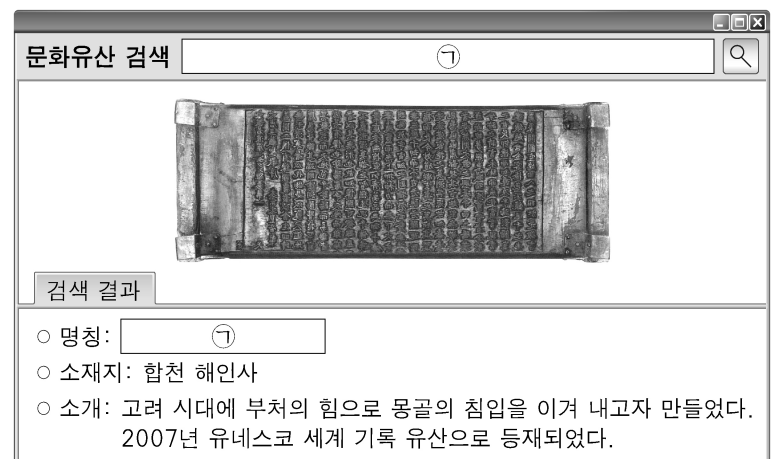 문화유산 검색 ㉠
검색 결과
○ 명칭: ㉠
○ 소재지: 합천 해인사
○ 소개: 고려 시대에 부처의 힘으로 몽골의 침입을 이겨 내고자 만들었다.
2007년 유네스코 세계 기록 유산으로 등재되었다.